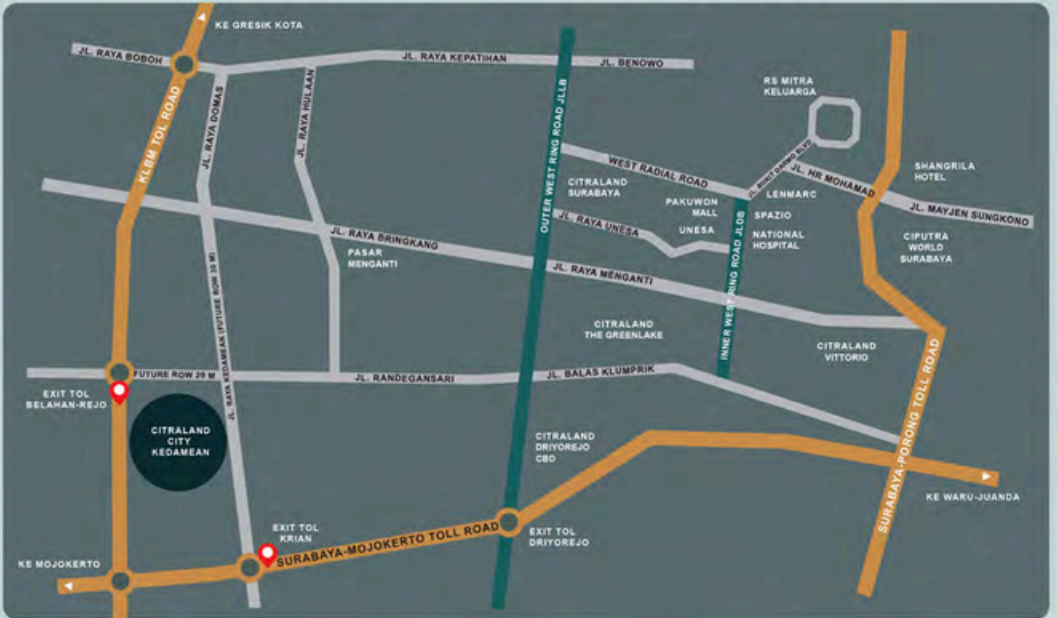 KE GRESIK KOTA
JL. RAYA BOBOH
JL. RAYA KEPATIHAN
JL. BENOWO
KLBM TOL ROAD
JL. RAYA DOMAS
JL. RAYA HULAAN
OUTER WEST RING ROAD JLLB
RS MITRA
KELUARGA
WEST RADIAL ROAD
JL. BUKIT DARMO BLVD
JL. HR MOHAMAD
SHANGRILA
HOTEL
CITRALAND
SURABAYA
PAKUWON
MALL
LENMARC
SPAZIO
JL. MAYJEN SUNGKONO
JL. RAYA UNESA
UNESA
NATIONAL
HOSPITAL
CIPUTRA
WORLD
SURABAYA
JL. RAYA BRINGKANG
PASAR
MENGANTI
JL. RAYA MENGANTI
INNER WEST RING ROAD JLDB
CITRALAND
THE GREENLAKE
CITRALAND
VITTORIO
FUTURE ROW 20 M
JL. RAYA KEDAMEAN (FUTURE ROW 30 M)
JL. RANDEGANSARI
JL. BALAS KLUMPRIK
EXIT TOL
BELAHAN-REJO
CITRALAND
CITY
KEDAMEAN
CITRALAND
DRIYOREJO
CBD
SURABAYA-PORONG TOLL ROAD
KE WARU-JUANDA
EXIT TOL
KRIAN
SURABAYA-MOJOKERTO TOLL ROAD
EXIT TOL
DRIYOREJO
KE MOJOKERTO